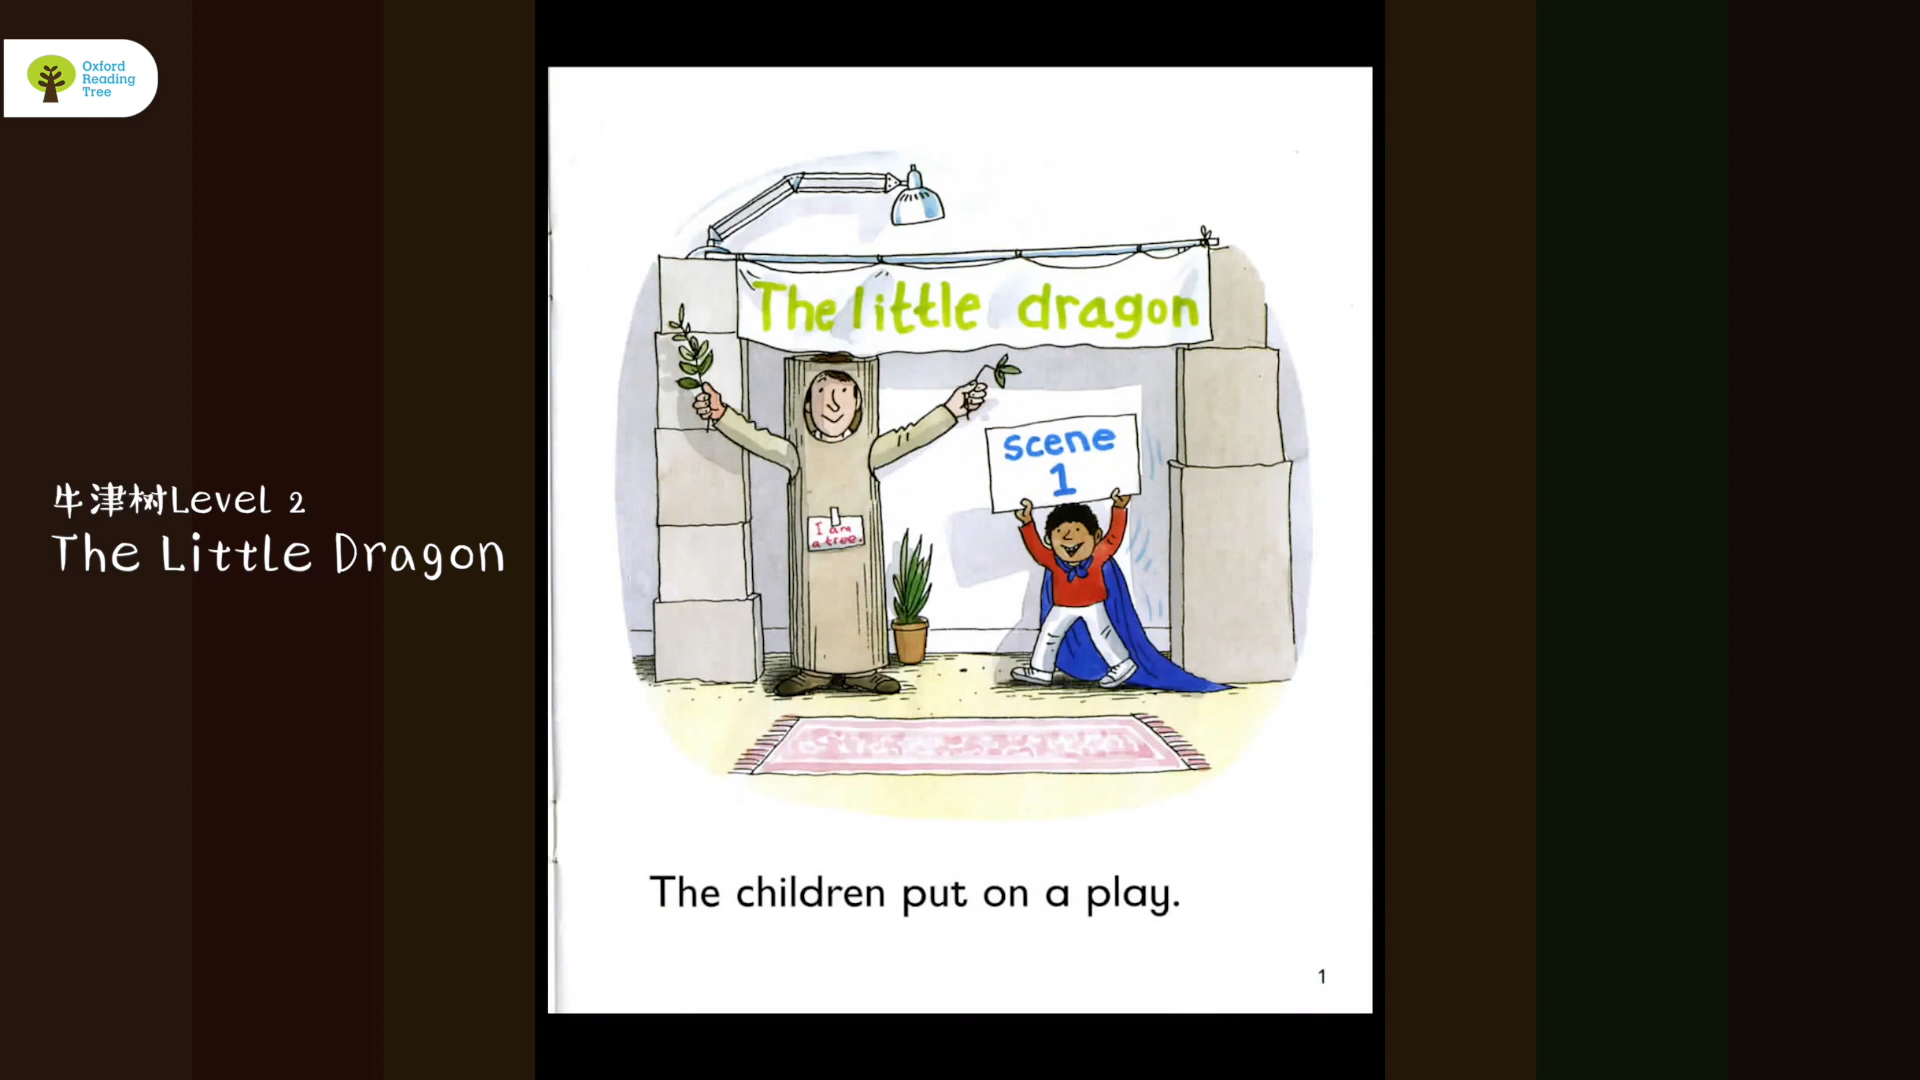 Oxford
Reading
Tree
牛津树Level 2
The Little Dragon
The little dragon
scene
1
I am
a tree.
The children put on a play.
1